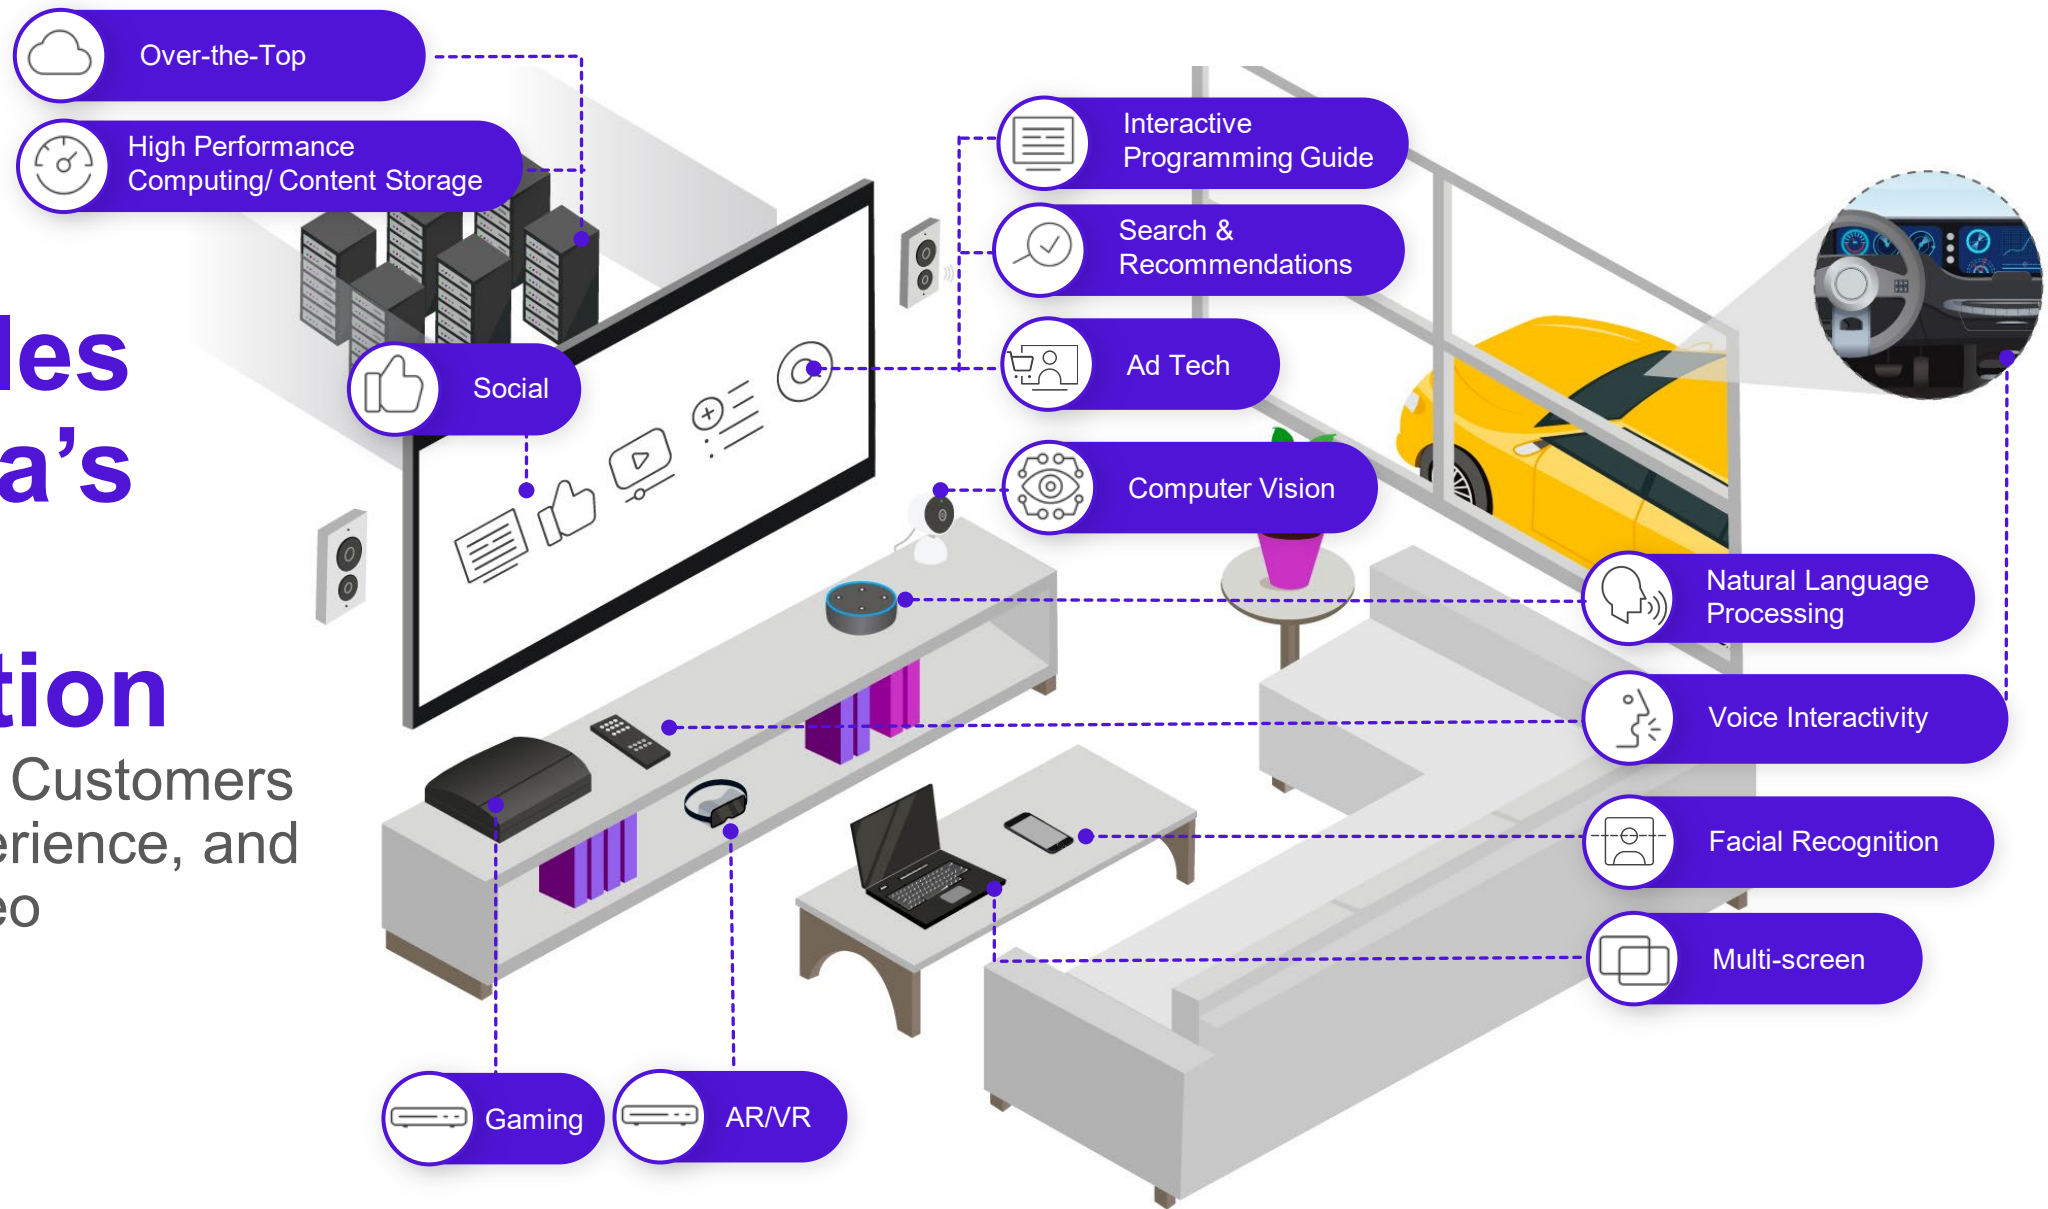 Over-the-Top
High Performance
Computing/ Content Storage
Interactive
Programming Guide
Search &
Recommendations
Ad Tech
Social
Computer Vision
Natural Language
Processing
Voice Interactivity
Facial Recognition
Multi-screen
Gaming
AR/VR
les
a’s
tion
Customers
erience, and
eo